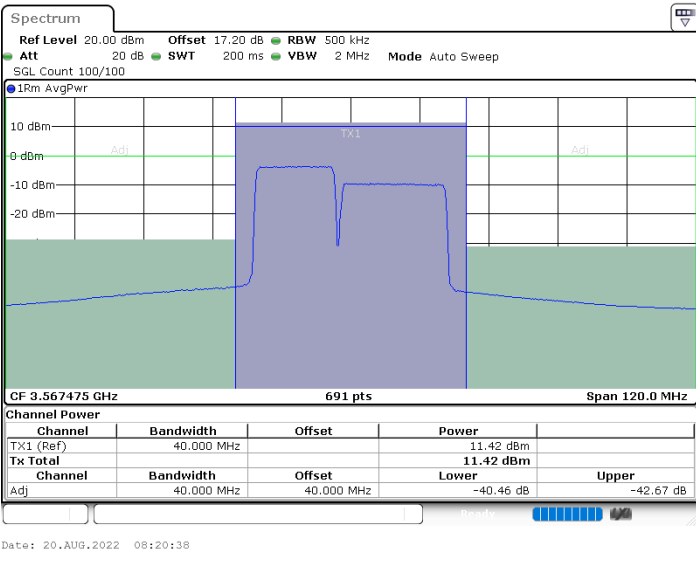 Spectrum
Ref Level 20.00 dBm Offset 17.20 dB RBW 500 kHz
Att 20 dB SWT 200 ms VBW 2 MHz Mode Auto Sweep
SGL Count 100/100
1Rm AvgPwr
10 dBm
TX1
Adj Adj
0 dBm
-10 dBm
-20 dBm
CF 3.567475 GHz 691 pts Span 120.0 MHz
Channel Power
Channel Bandwidth Offset Power
TX1 (Ref) 40.000 MHz 11.42 dBm
Tx Total 11.42 dBm
Channel Bandwidth Offset Lower Upper
Adj 40.000 MHz 40.000 MHz -40.46 dB -42.67 dB
Ready
Date: 20.AUG.2022 08:20:38